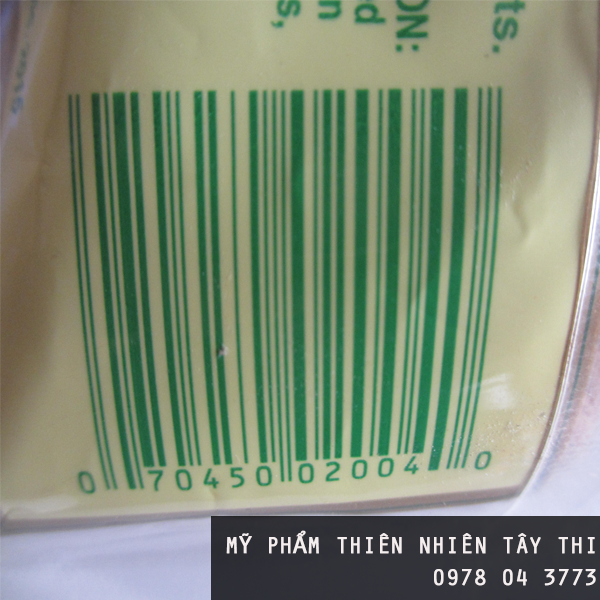 ts.
ON:
d
n
s,
0 70450 02004 0
MỸ PHẨM THIÊN NHIÊN TÂY THI
0978 04 3773